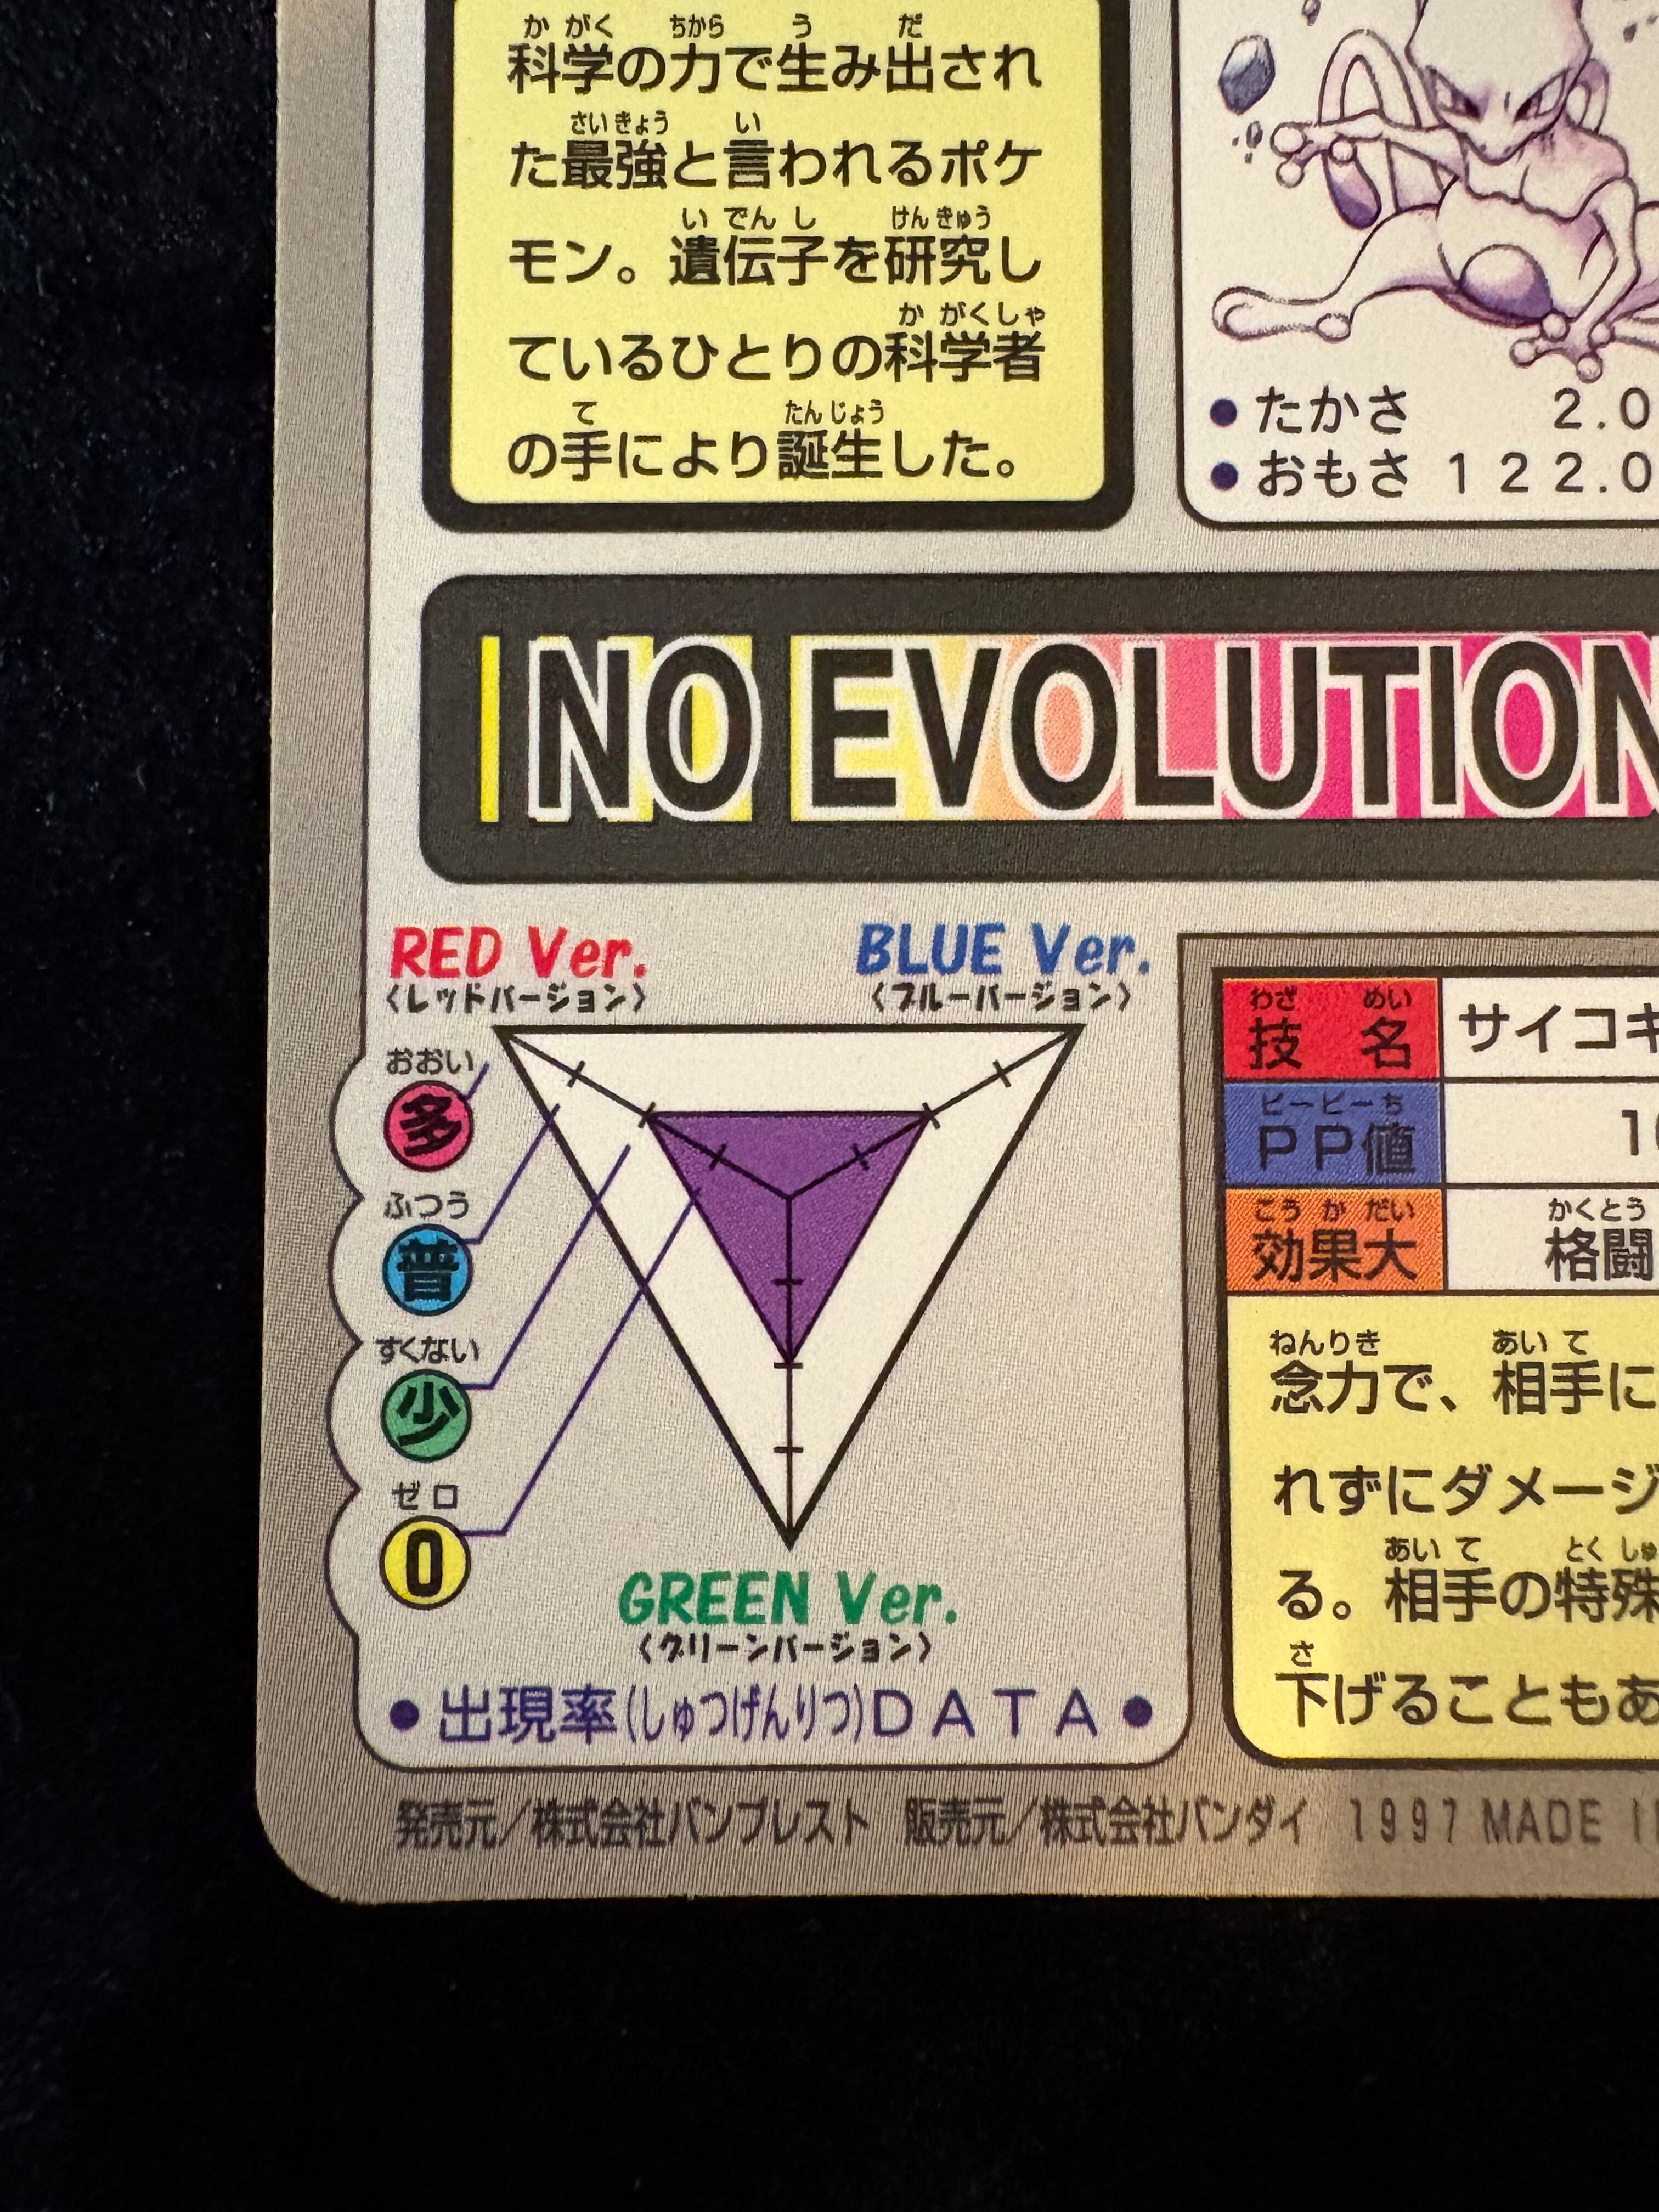 科学の力で生み出され
かがく ちから う だ
た最強と言われるポケ
さいきょう い
モン。遺伝子を研究し
いでんし けんきゅう
ているひとりの科学者
かがくしゃ
の手により誕生した。
て たんじょう
●たかさ 2.0
●おもさ 122.0
NO EVOLUTION
RED Ver.
〈レッドバージョン〉
BLUE Ver.
〈ブルーバージョン〉
おおい
多
ふつう
普
すくない
少
ゼロ
0
GREEN Ver.
〈グリーンバージョン〉
●出現率(しゅつげんりつ)DATA●
わざ めい
技名 サイコキ
ピーピーち
PP値 1
こうかだい かくとう
効果大 格闘
ねんりき あいて
念力で、相手に
れずにダメージ
あいて とくしゅ
る。相手の特殊
さ
下げることもあ
発売元/株式会社バンプレスト 販売元/株式会社バンダイ 1997 MADE I